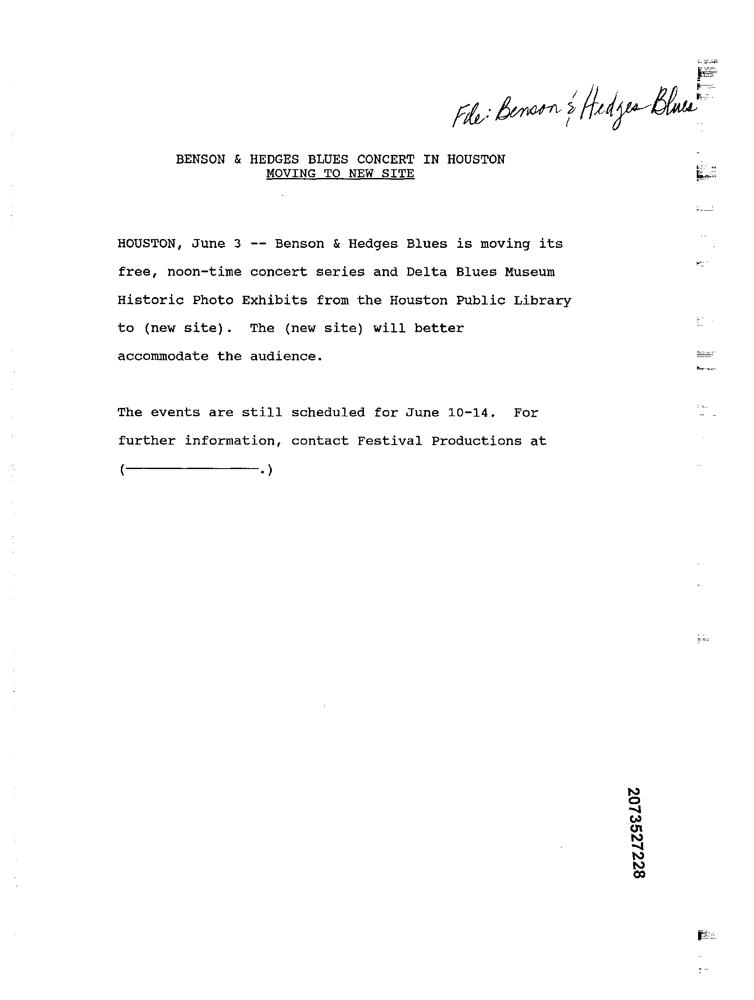 File: Benson & Hedges Blues
BENSON & HEDGES BLUES CONCERT IN HOUSTON
MOVING TO NEW SITE
HOUSTON, June 3 -- Benson & Hedges Blues is moving its
free, noon-time concert series and Delta Blues Museum
Historic Photo Exhibits from the Houston Public Library
to (new site).  The (new site) will better
accommodate the audience.
The events are still scheduled for June 10-14.  For
further information, contact Festival Productions at
(——————————.)
2073527228